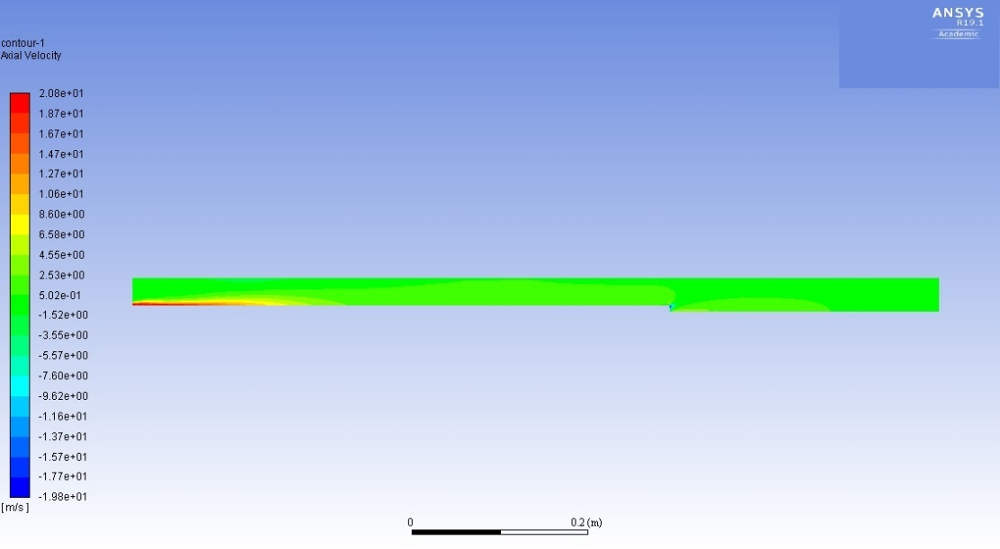 ANSYS
R19.1
Academic
contour-1
Axial Velocity
2.08e+01
1.87e+01
1.67e+01
1.47e+01
1.27e+01
1.06e+01
8.60e+00
6.58e+00
4.55e+00
2.53e+00
5.02e-01
-1.52e+00
-3.55e+00
-5.57e+00
-7.60e+00
-9.62e+00
-1.16e+01
-1.37e+01
-1.57e+01
-1.77e+01
-1.98e+01
[m/s ]
0 0.2 (m)